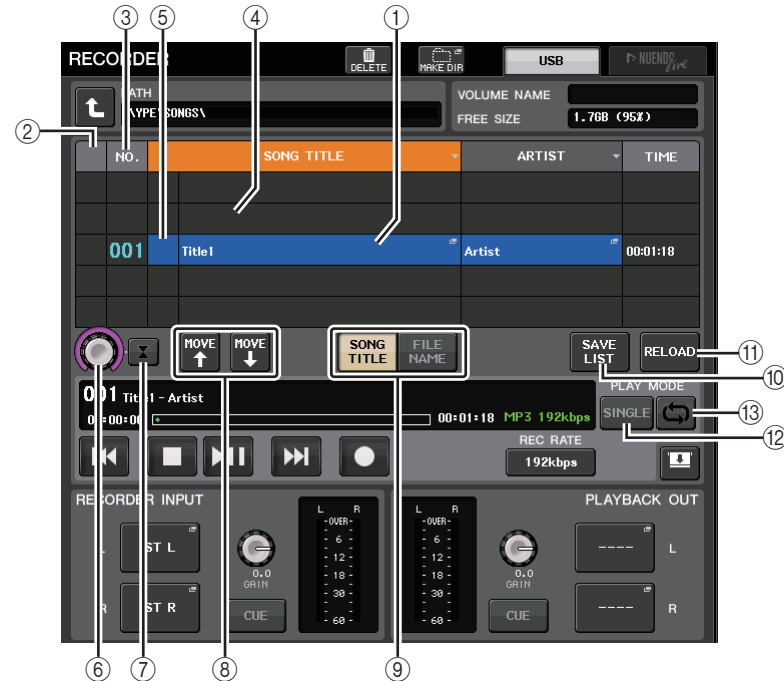 ③ ⑤ ④ ①
RECORDER
DELETE
MAKE DIR
USB
NUENDO live
PATH
\YPE\SONGS\
VOLUME NAME
FREE SIZE 1.7GB (95%)
②
NO. SONG TITLE ARTIST TIME
001 Title1 Artist 00:01:18
MOVE MOVE
SONG TITLE
FILE NAME
SAVE LIST
RELOAD
⑪
⑩
PLAY MODE
001 Title1 - Artist
00:00:00 00:01:18 MP3 192kbps
SINGLE
⑬
⑫
REC RATE
192kbps
RECORDER INPUT
PLAYBACK OUT
L ST L
R ST R
0.0
GAIN
CUE
L R
-OVER-
- 6 -
- 12 -
- 18 -
- 30 -
- 60 -
L R
-OVER-
- 6 -
- 12 -
- 18 -
- 30 -
- 60 -
0.0
GAIN
CUE
---- L
---- R
⑥ ⑦ ⑧ ⑨